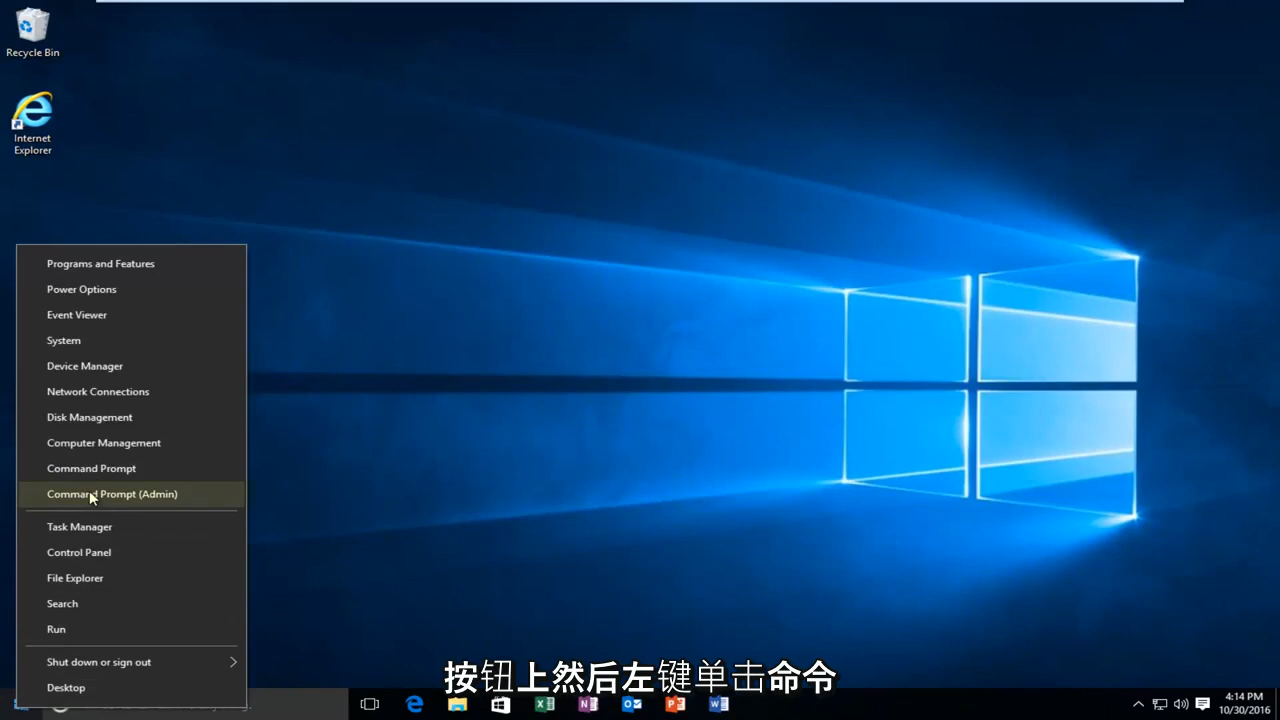 Recycle Bin
Internet
Explorer
Programs and Features
Power Options
Event Viewer
System
Device Manager
Network Connections
Disk Management
Computer Management
Command Prompt
Command Prompt (Admin)
Task Manager
Control Panel
File Explorer
Search
Run
Shut down or sign out
Desktop
按钮上然后左键单击命令
4:14 PM
10/30/2016